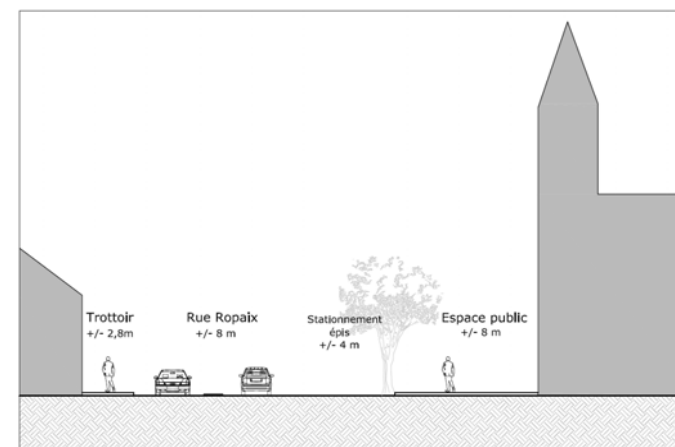 Trottoir
+/- 2,8m
Rue Ropaix
+/- 8 m
Stationnement
épis
+/- 4 m
Espace public
+/- 8 m